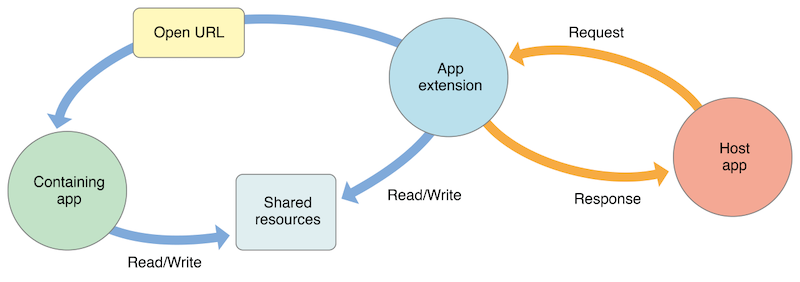 Open URL
Request
App
extension
Host
app
Containing
app
Shared
resources
Read/Write
Response
Read/Write